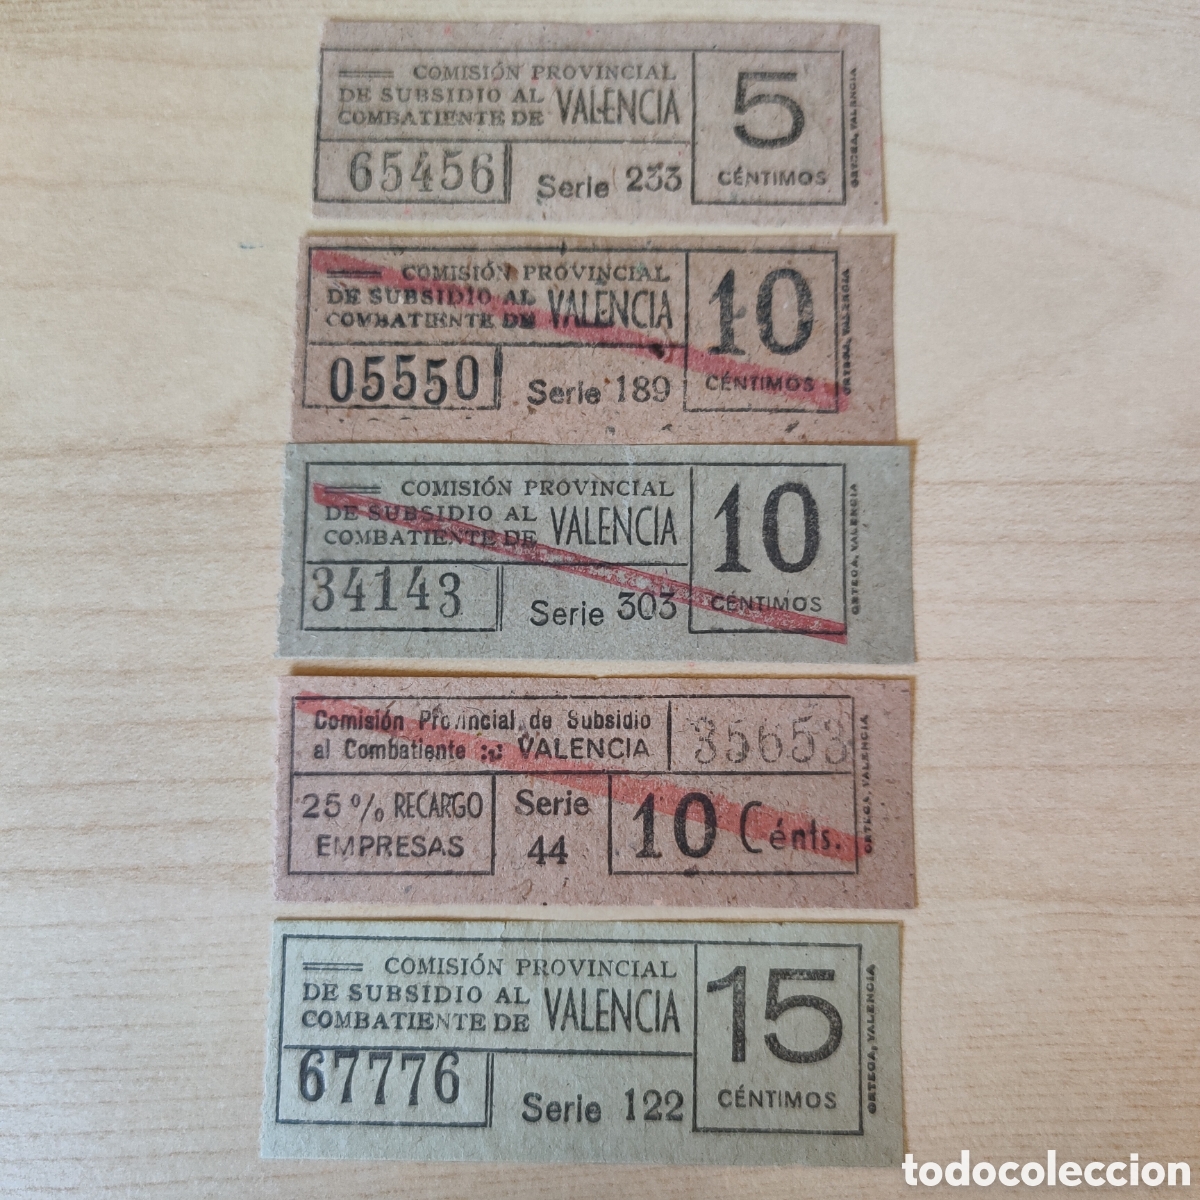 COMISIÓN PROVINCIAL
DE SUBSIDIO AL
COMBATIENTE DE VALENCIA
65456 Serie 233
5
CÉNTIMOS
ORTEGA, VALENCIA
COMISIÓN PROVINCIAL
DE SUBSIDIO AL
COMBATIENTE DE VALENCIA
05550 Serie 189
10
CÉNTIMOS
ORTEGA, VALENCIA
COMISIÓN PROVINCIAL
DE SUBSIDIO AL
COMBATIENTE DE VALENCIA
34143 Serie 303
10
CÉNTIMOS
ORTEGA, VALENCIA
Comisión Provincial de Subsidio
al Combatiente :-: VALENCIA
35653
25 % RECARGO
EMPRESAS
Serie
44
10 Cénts.
ORTEGA, VALENCIA
COMISIÓN PROVINCIAL
DE SUBSIDIO AL
COMBATIENTE DE VALENCIA
67776 Serie 122
15
CÉNTIMOS
ORTEGA, VALENCIA
todocoleccion